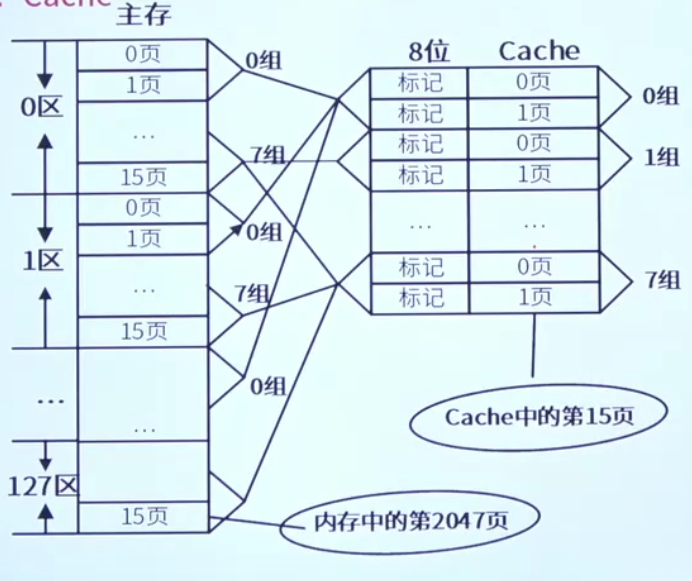 Cache
主存
0区
0页
1页
...
15页
1区
0页
1页
...
15页
...
...
127区
15页
0组
7组
0组
7组
0组
8位 Cache
标记 0页
标记 1页
标记 0页
标记 1页
... ...
标记 0页
标记 1页
0组
1组
7组
Cache中的第15页
内存中的第2047页